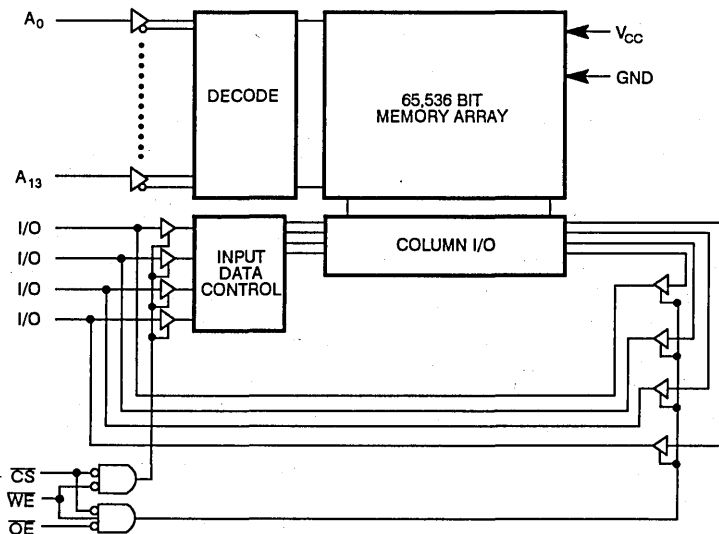 A0
DECODE
65,536 BIT
MEMORY ARRAY
VCC
GND
A13
I/O
I/O
I/O
I/O
INPUT
DATA
CONTROL
COLUMN I/O
CS
WE
OE